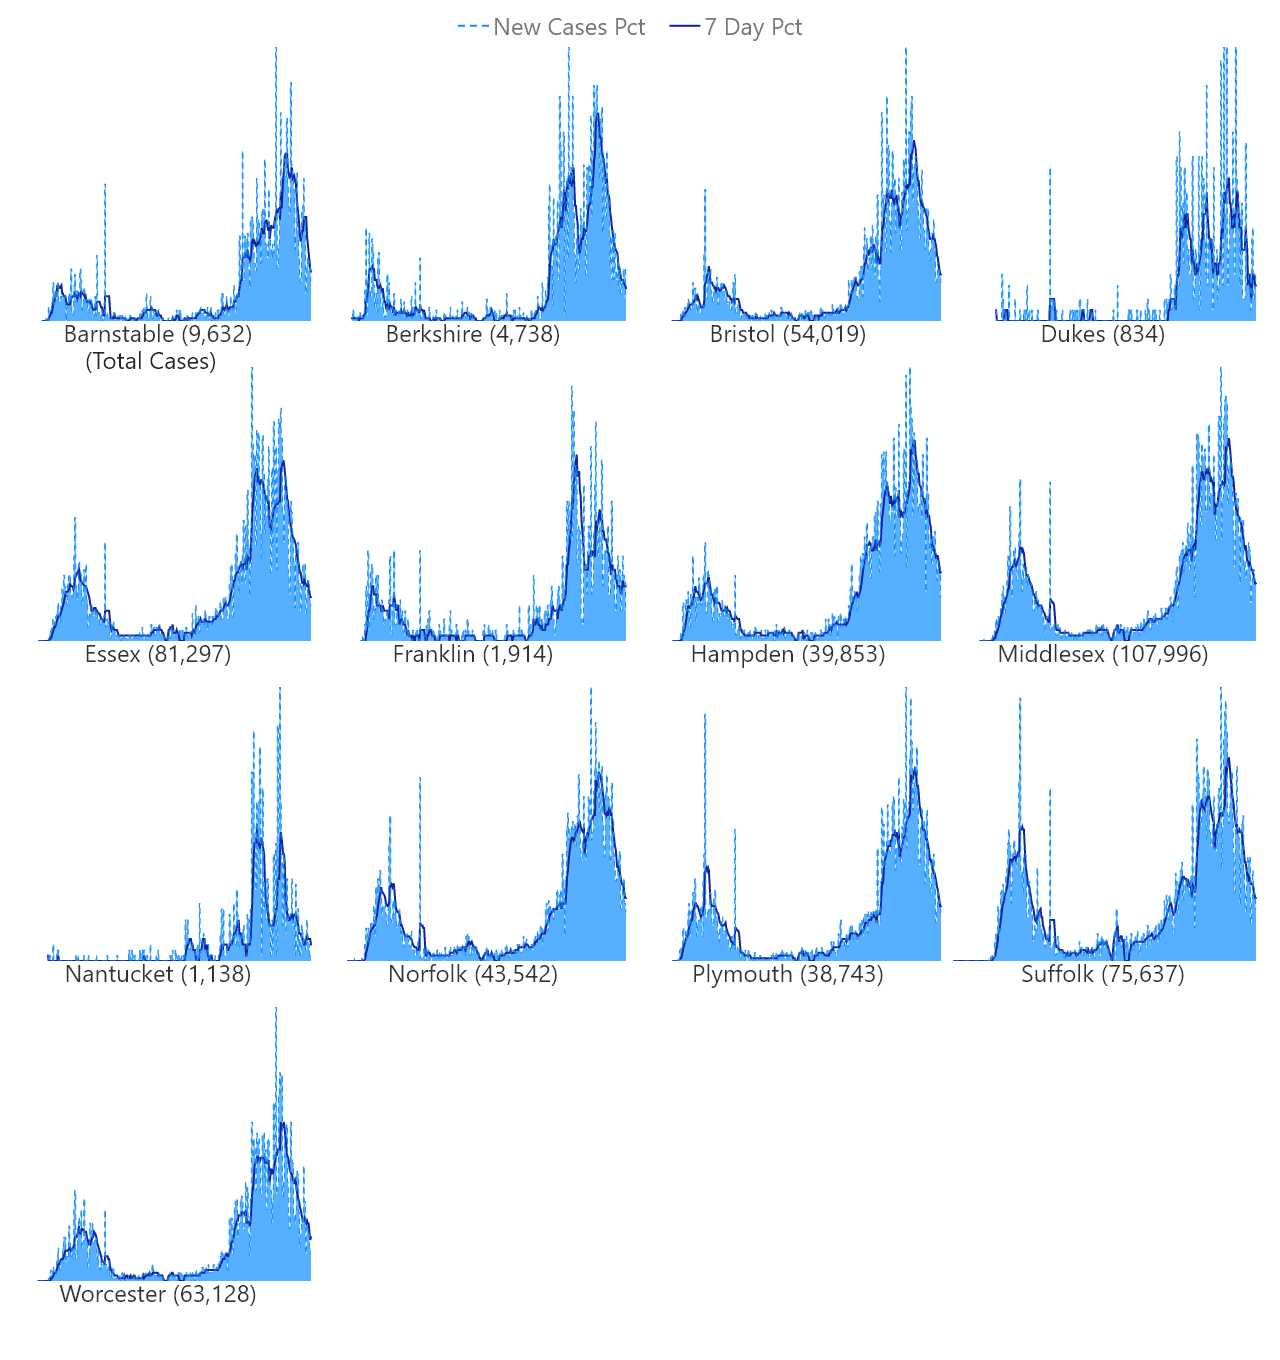 New Cases Pct 7 Day Pct
Barnstable (9,632)
(Total Cases)
Berkshire (4,738)
Bristol (54,019)
Dukes (834)
Essex (81,297)
Franklin (1,914)
Hampden (39,853)
Middlesex (107,996)
Nantucket (1,138)
Norfolk (43,542)
Plymouth (38,743)
Suffolk (75,637)
Worcester (63,128)